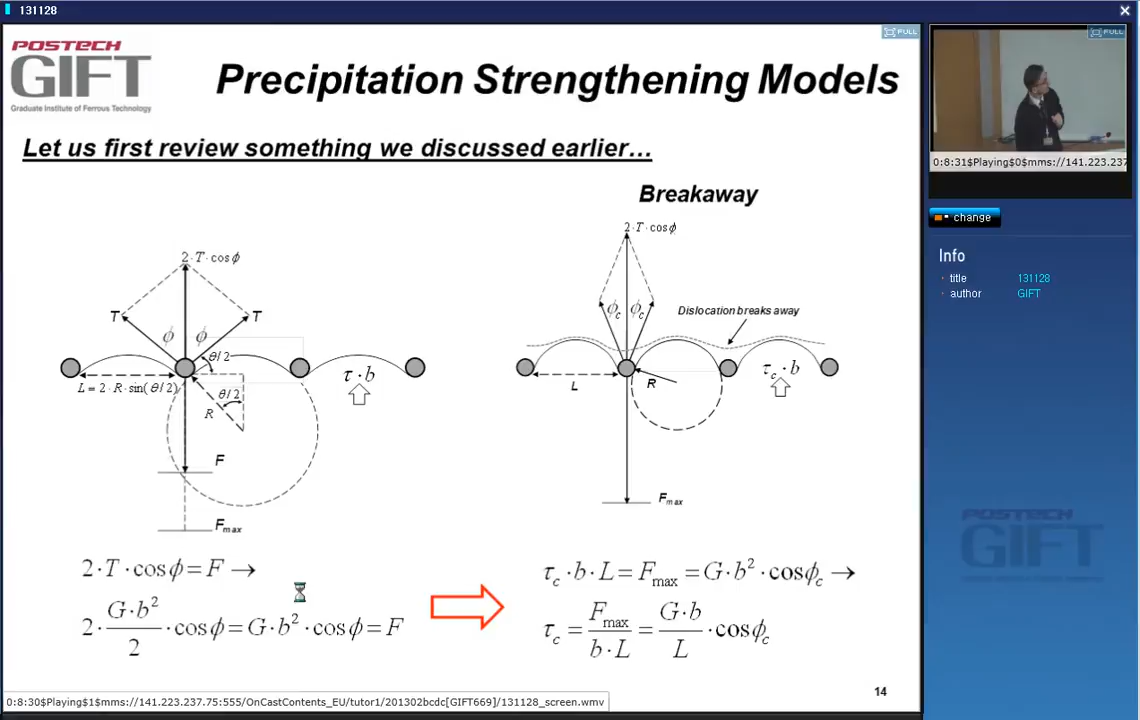 131128
POSTECH
GIFT
Graduate Institute of Ferrous Technology
Precipitation Strengthening Models
Let us first review something we discussed earlier…
Breakaway
2·T·cosϕ
T
T
ϕ
ϕ
θ/2
L = 2·R·sin(θ/2)
θ/2
R
τ·b
F
F_max
2·T·cosϕ
ϕ_c
ϕ_c
Dislocation breaks away
L
R
τ_c·b
F_max
2·T·cosϕ=F→
2·G·b²/2·cosϕ=G·b²·cosϕ=F
τ_c·b·L=F_max=G·b²·cosϕ_c→
τ_c=F_max/b·L=G·b/L·cosϕ_c
14
0:8:30$Playing$1$mms://141.223.237.75:555/OnCastContents_EU/tutor1/201302bcdc[GIFT669]/131128_screen.wmv
FULL
FULL
0:8:31$Playing$0$mms://141.223.237
change
Info
· title 131128
· author GIFT
POSTECH
GIFT